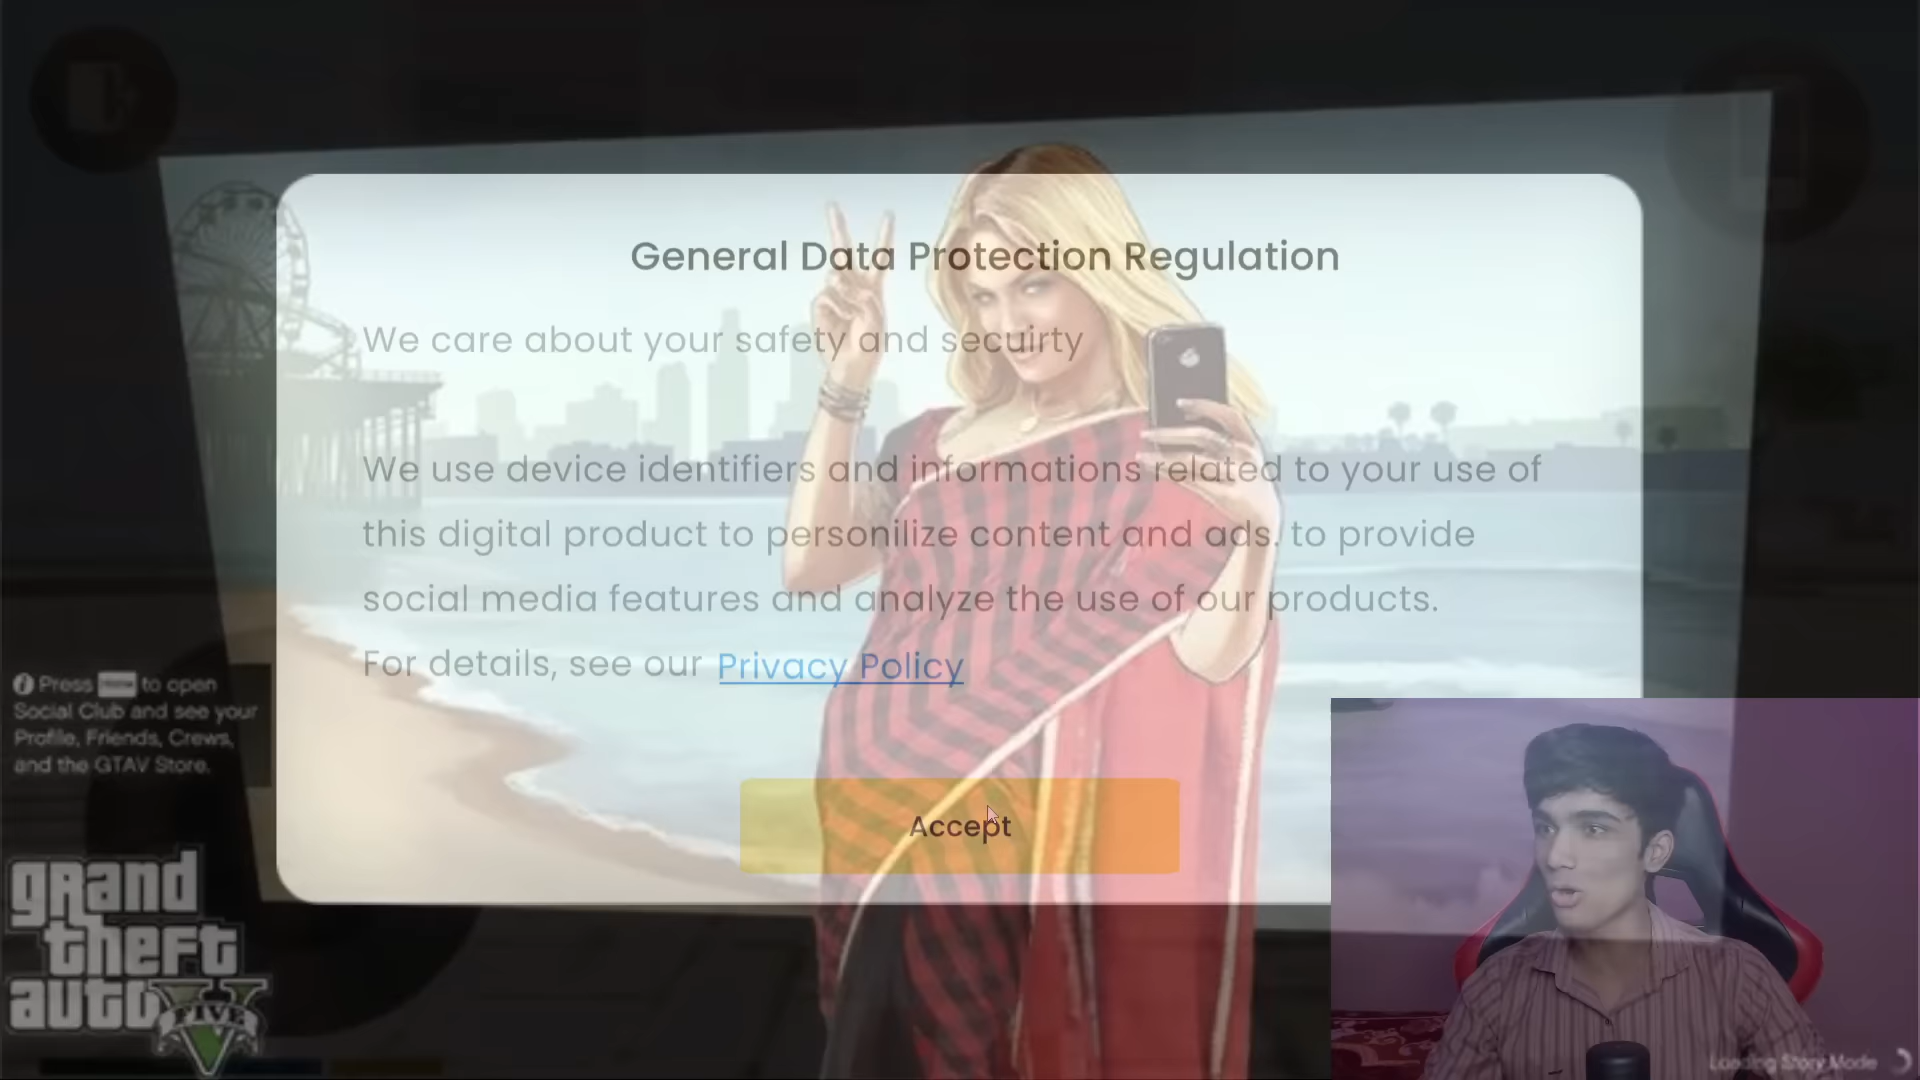 General Data Protection Regulation
We care about your safety and secuirty
We use device identifiers and informations related to your use of
this digital product to personilize content and ads. to provide
social media features and analyze the use of our products.
For details, see our Privacy Policy
Accept
Press Home to open
Social Club and see your
Profile, Friends, Crews,
and the GTAV Store.
grand
theft
auto
FIVE
Loading Story Mode